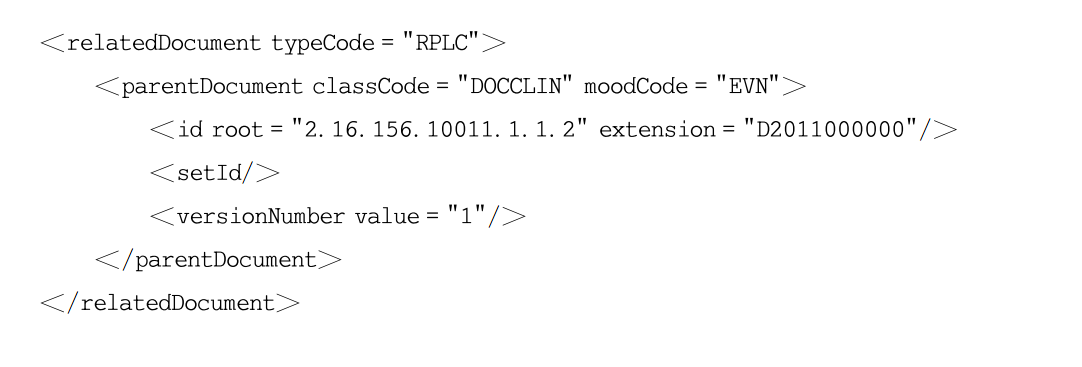 <relatedDocument typeCode = "RPLC">
<parentDocument classCode = "DOCCLIN" moodCode = "EVN">
<id root = "2. 16. 156. 10011. 1. 1. 2" extension = "D2011000000"/>
<setId/>
<versionNumber value = "1"/>
</parentDocument>
</relatedDocument>